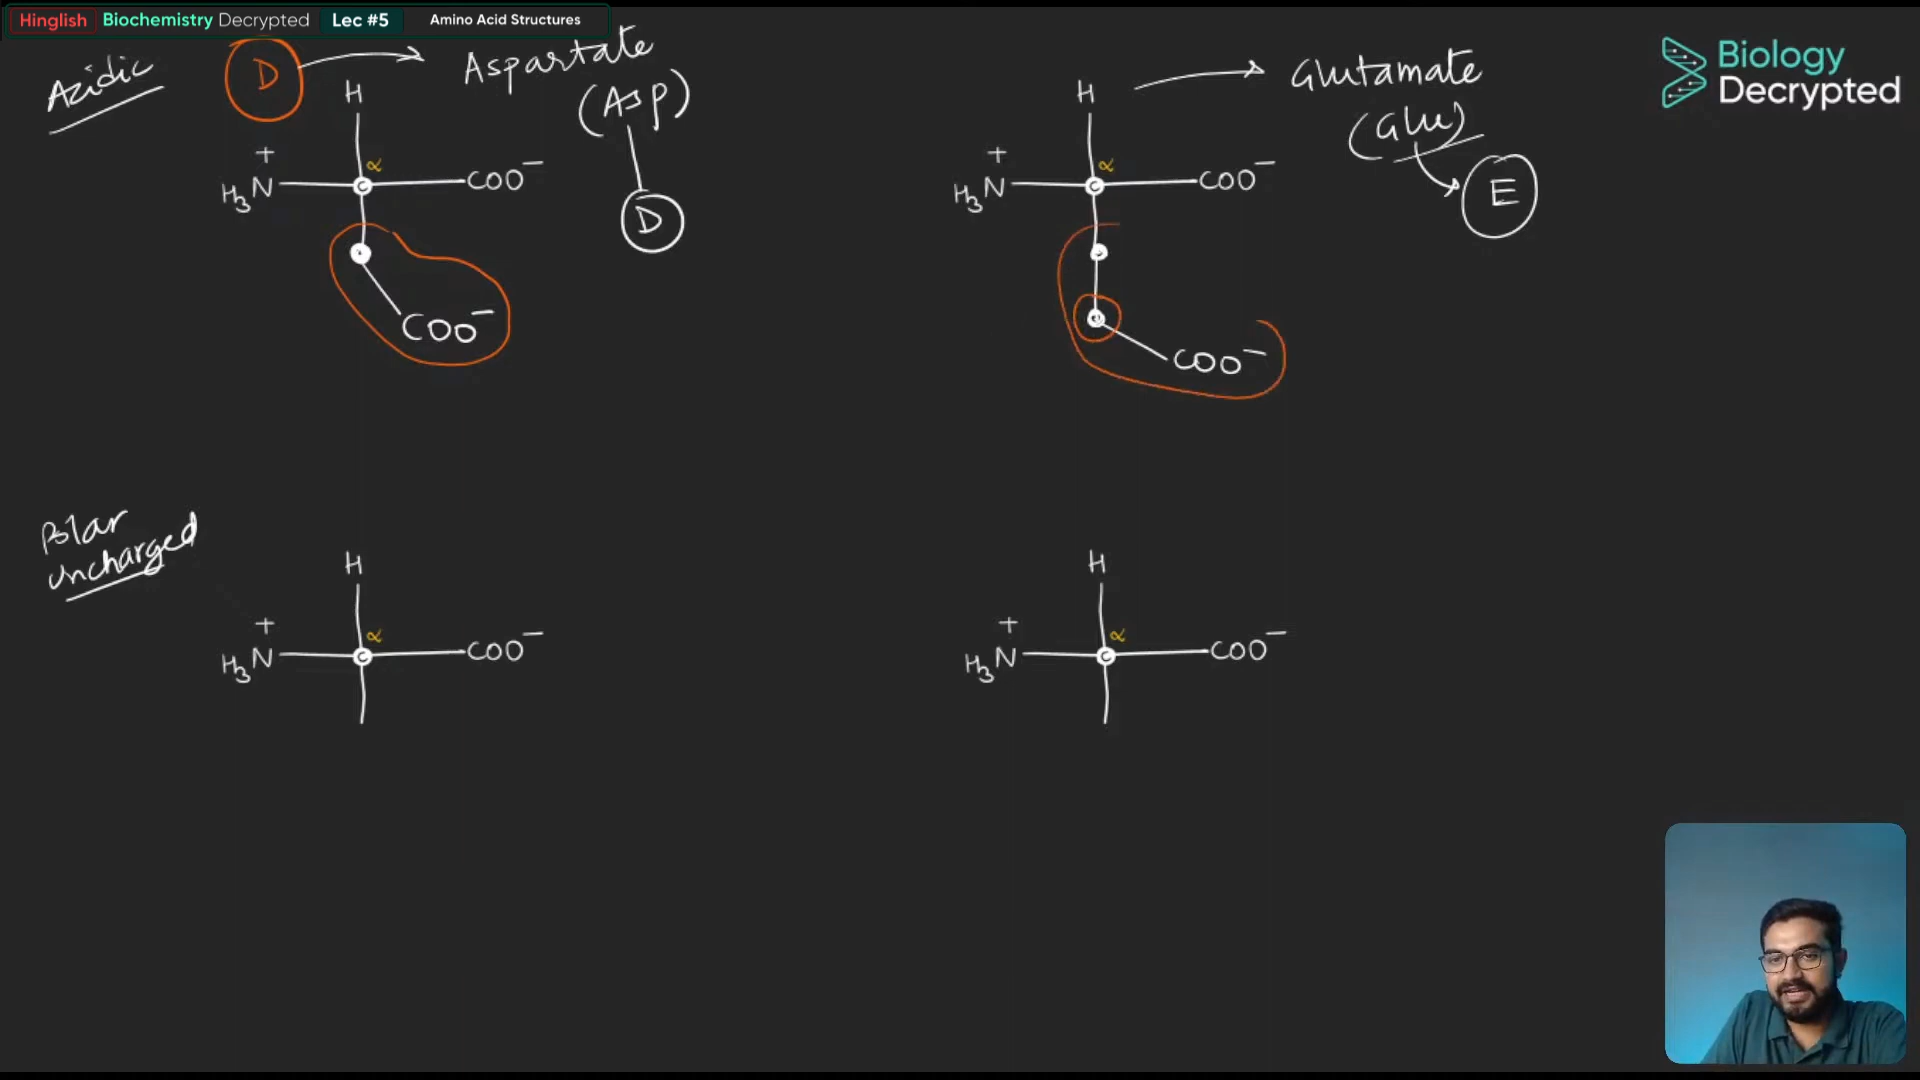 Hinglish Biochemistry Decrypted Lec #5 Amino Acid Structures
Biology
Decrypted
Azidic
D
Aspartate
(Asp)
D
H
α
+
H3N
C
COO−
COO−
Glutamate
(Glu)
E
H
α
+
H3N
C
COO−
COO−
Polar
uncharged
H
α
+
H3N
C
COO−
H
α
+
H3N
C
COO−